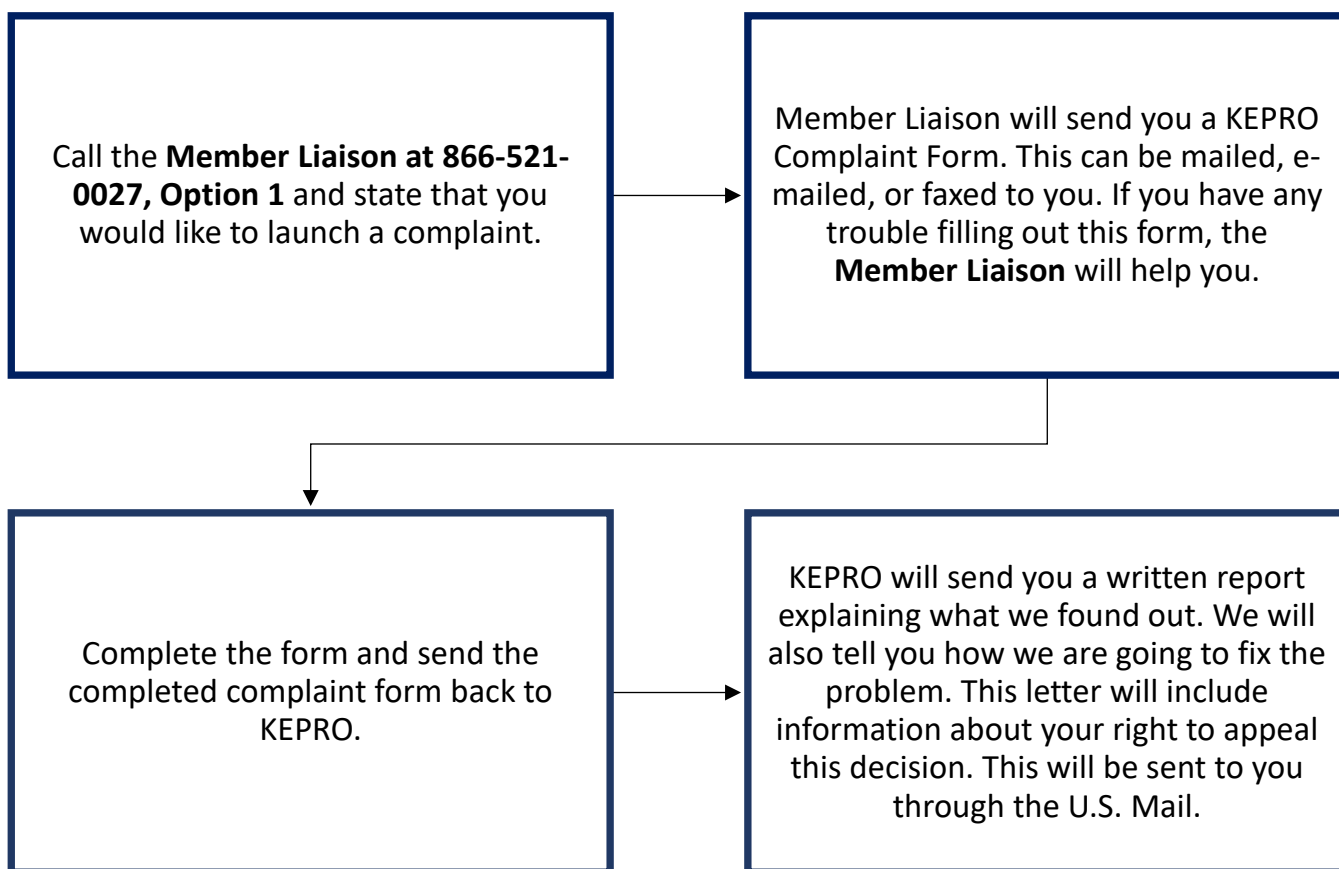 Call the Member Liaison at 866-521-
0027, Option 1 and state that you
would like to launch a complaint.
Member Liaison will send you a KEPRO
Complaint Form. This can be mailed, e-
mailed, or faxed to you. If you have any
trouble filling out this form, the
Member Liaison will help you.
Complete the form and send the
completed complaint form back to
KEPRO.
KEPRO will send you a written report
explaining what we found out. We will
also tell you how we are going to fix the
problem. This letter will include
information about your right to appeal
this decision. This will be sent to you
through the U.S. Mail.